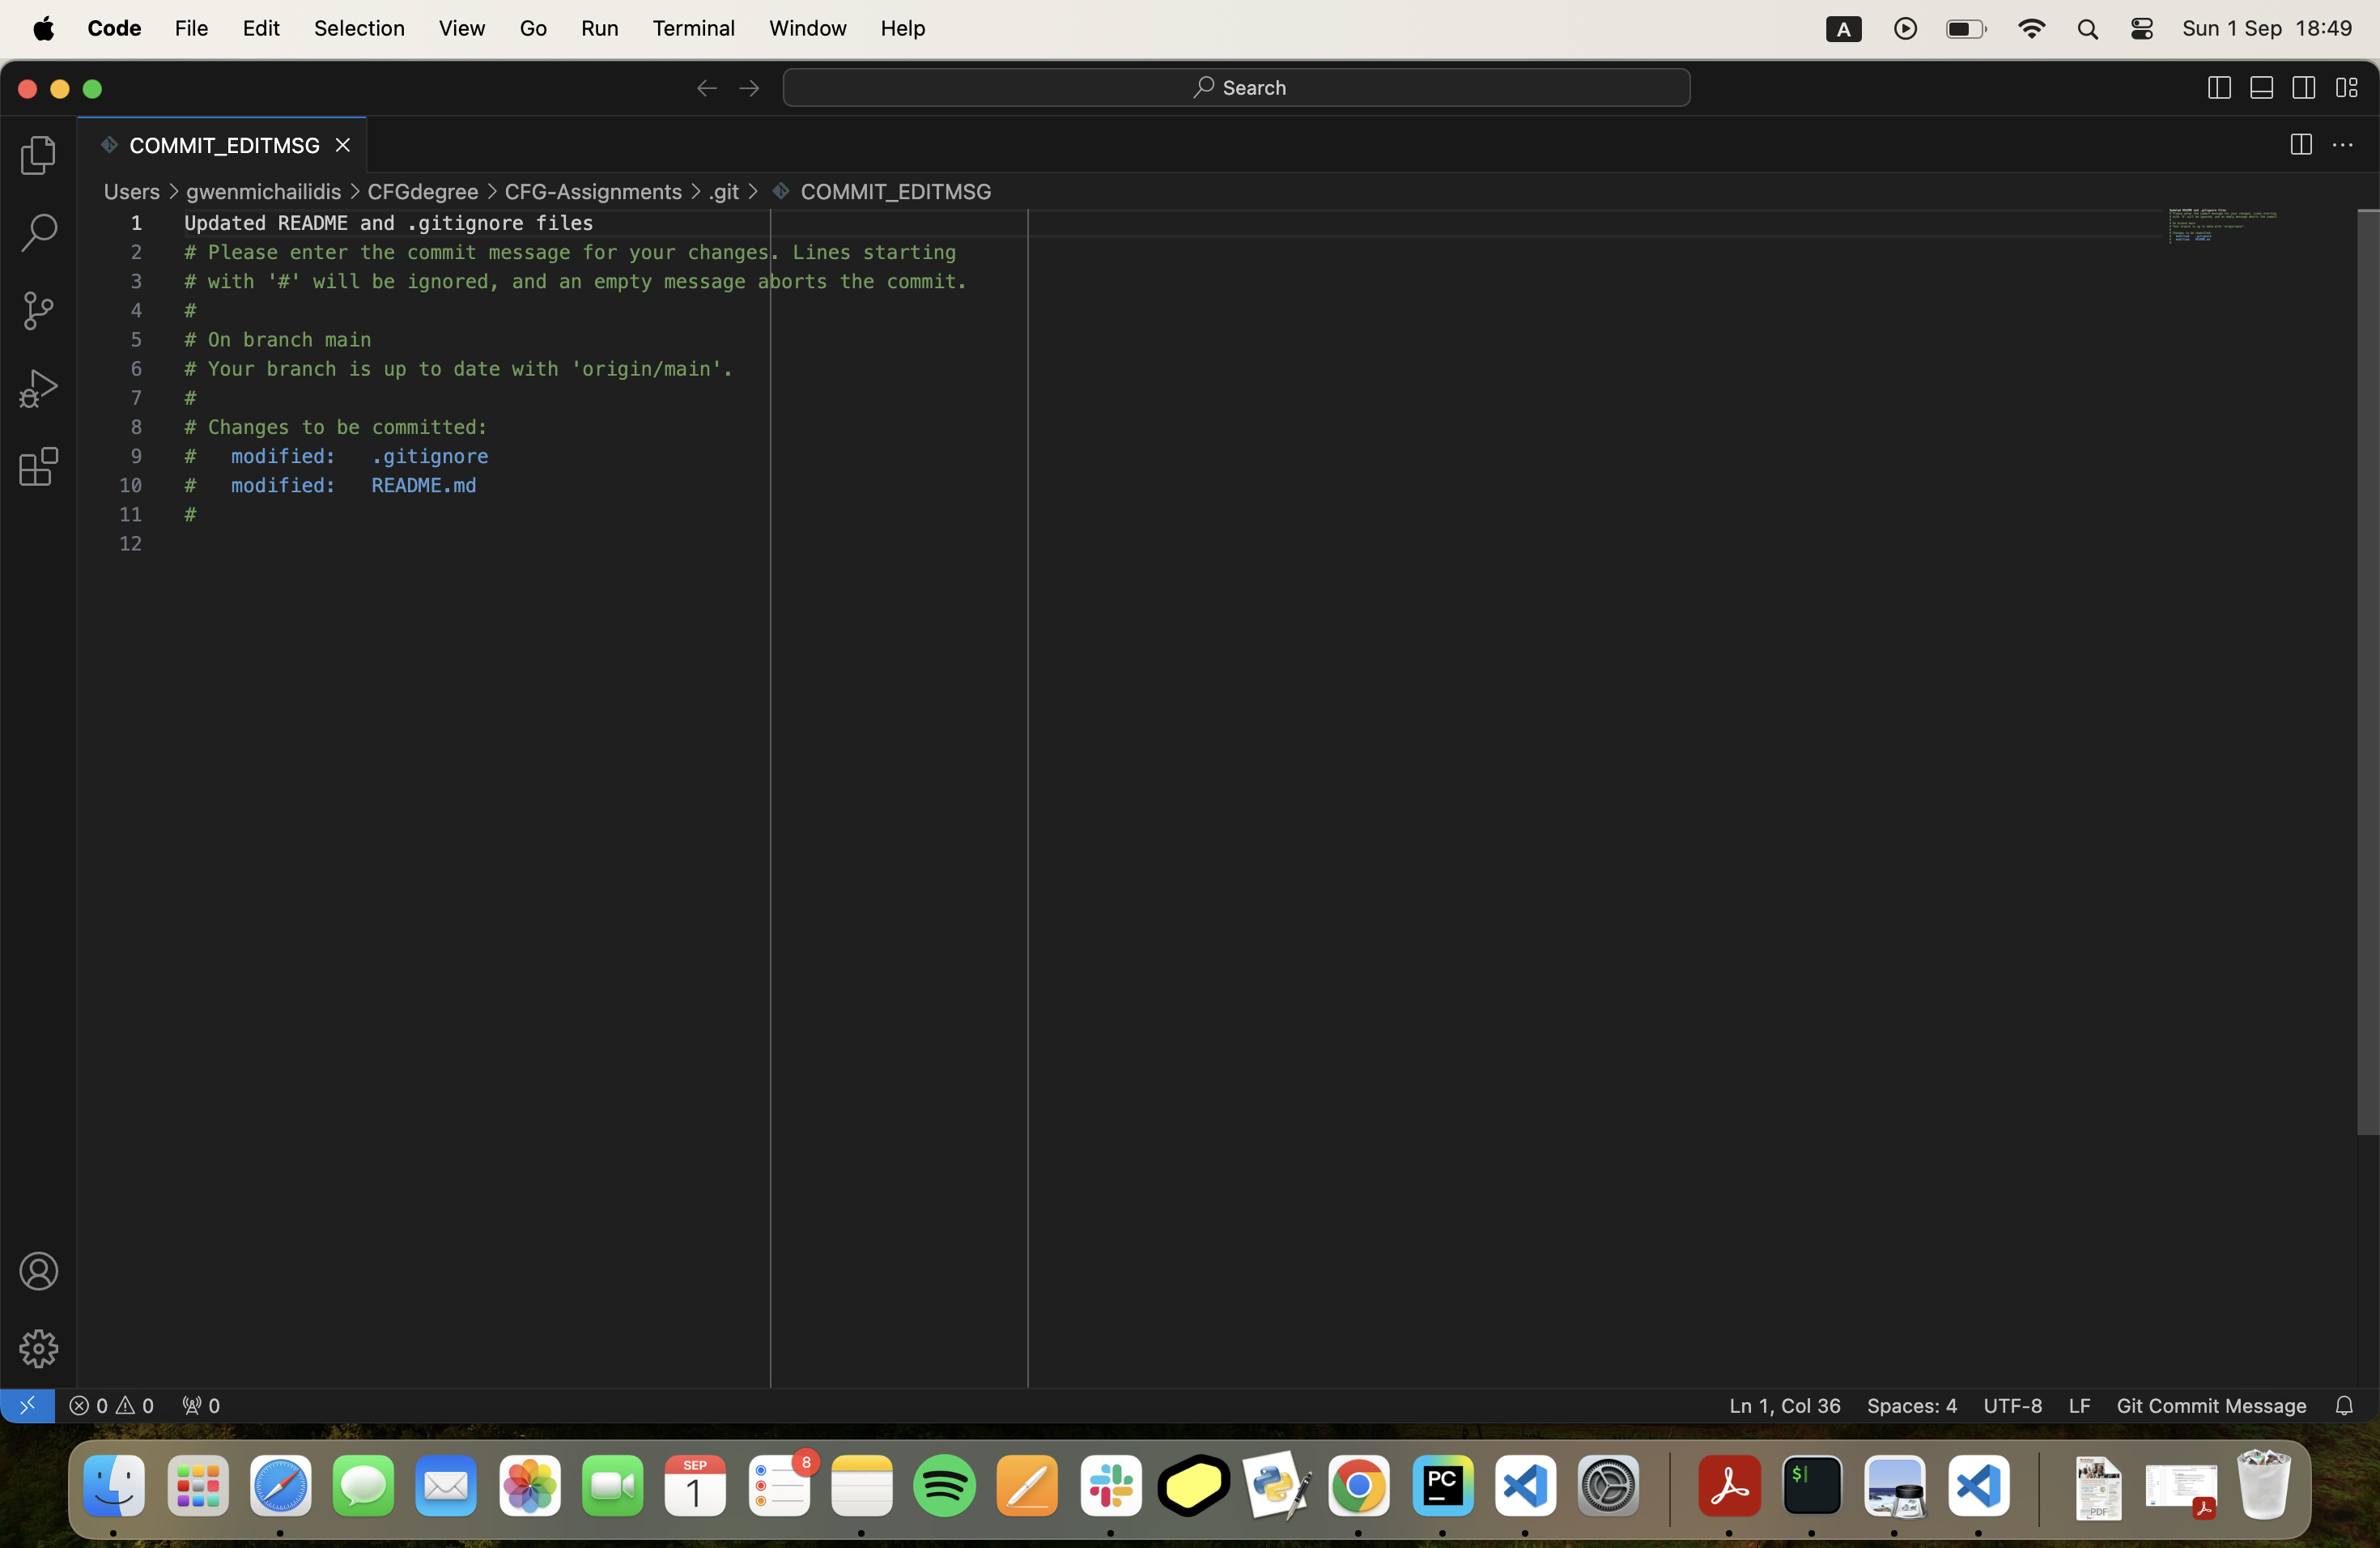 Code File Edit Selection View Go Run Terminal Window Help A Sun 1 Sep 18:49
Search
COMMIT_EDITMSG
Users > gwenmichailidis > CFGdegree > CFG-Assignments > .git > COMMIT_EDITMSG
1 Updated README and .gitignore files
2 # Please enter the commit message for your changes. Lines starting
3 # with '#' will be ignored, and an empty message aborts the commit.
4 #
5 # On branch main
6 # Your branch is up to date with 'origin/main'.
7 #
8 # Changes to be committed:
9 #   modified:   .gitignore
10 #   modified:   README.md
11 #
12
0 0 0 Ln 1, Col 36 Spaces: 4 UTF-8 LF Git Commit Message
SEP
1
8
PC
$
PDF